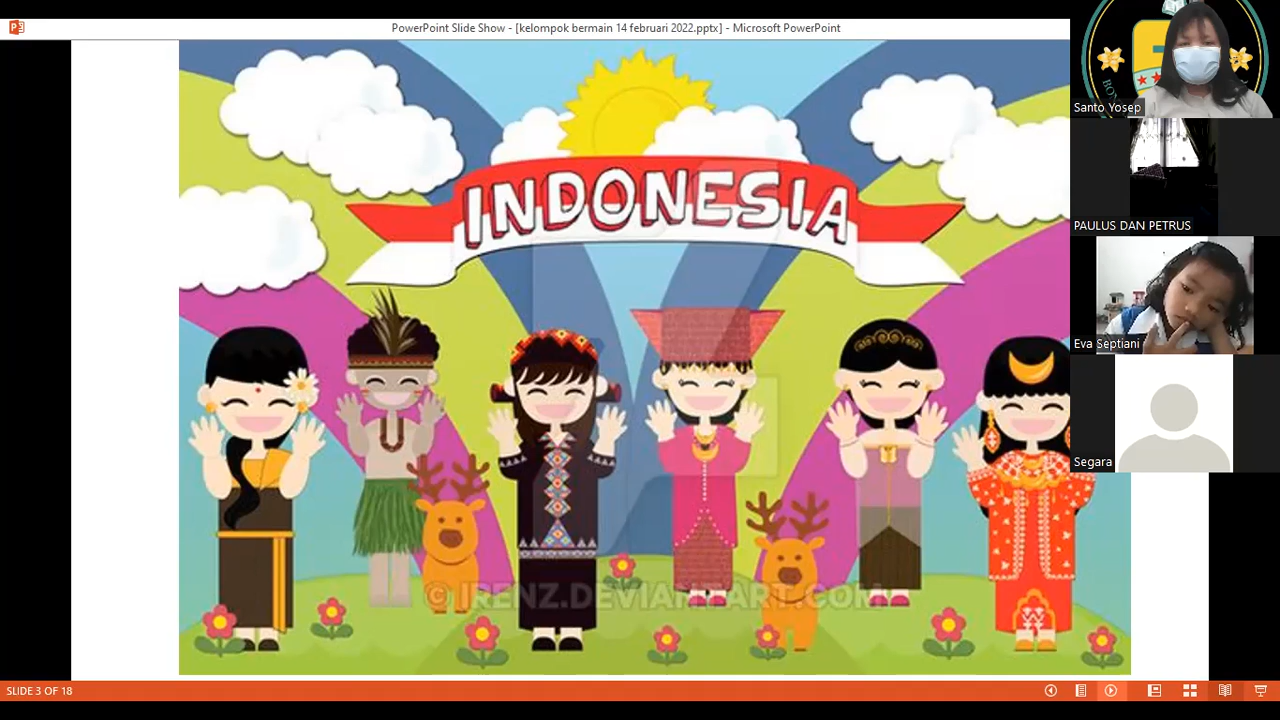 PowerPoint Slide Show - [kelompok bermain 14 februari 2022.pptx] - Microsoft PowerPoint
INDONESIA
© IRENZ.DEVIANTART.COM
Santo Yosep
PAULUS DAN PETRUS
Eva Septiani
Segara
SLIDE 3 OF 18